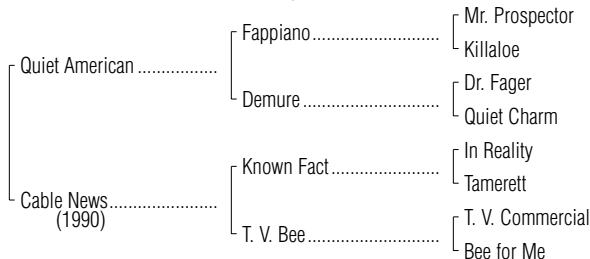 Mr. Prospector
Fappiano
Killaloe
Quiet American
Dr. Fager
Demure
Quiet Charm
In Reality
Known Fact
Tamerett
Cable News
(1990)
T. V. Commercial
T. V. Bee
Bee for Me